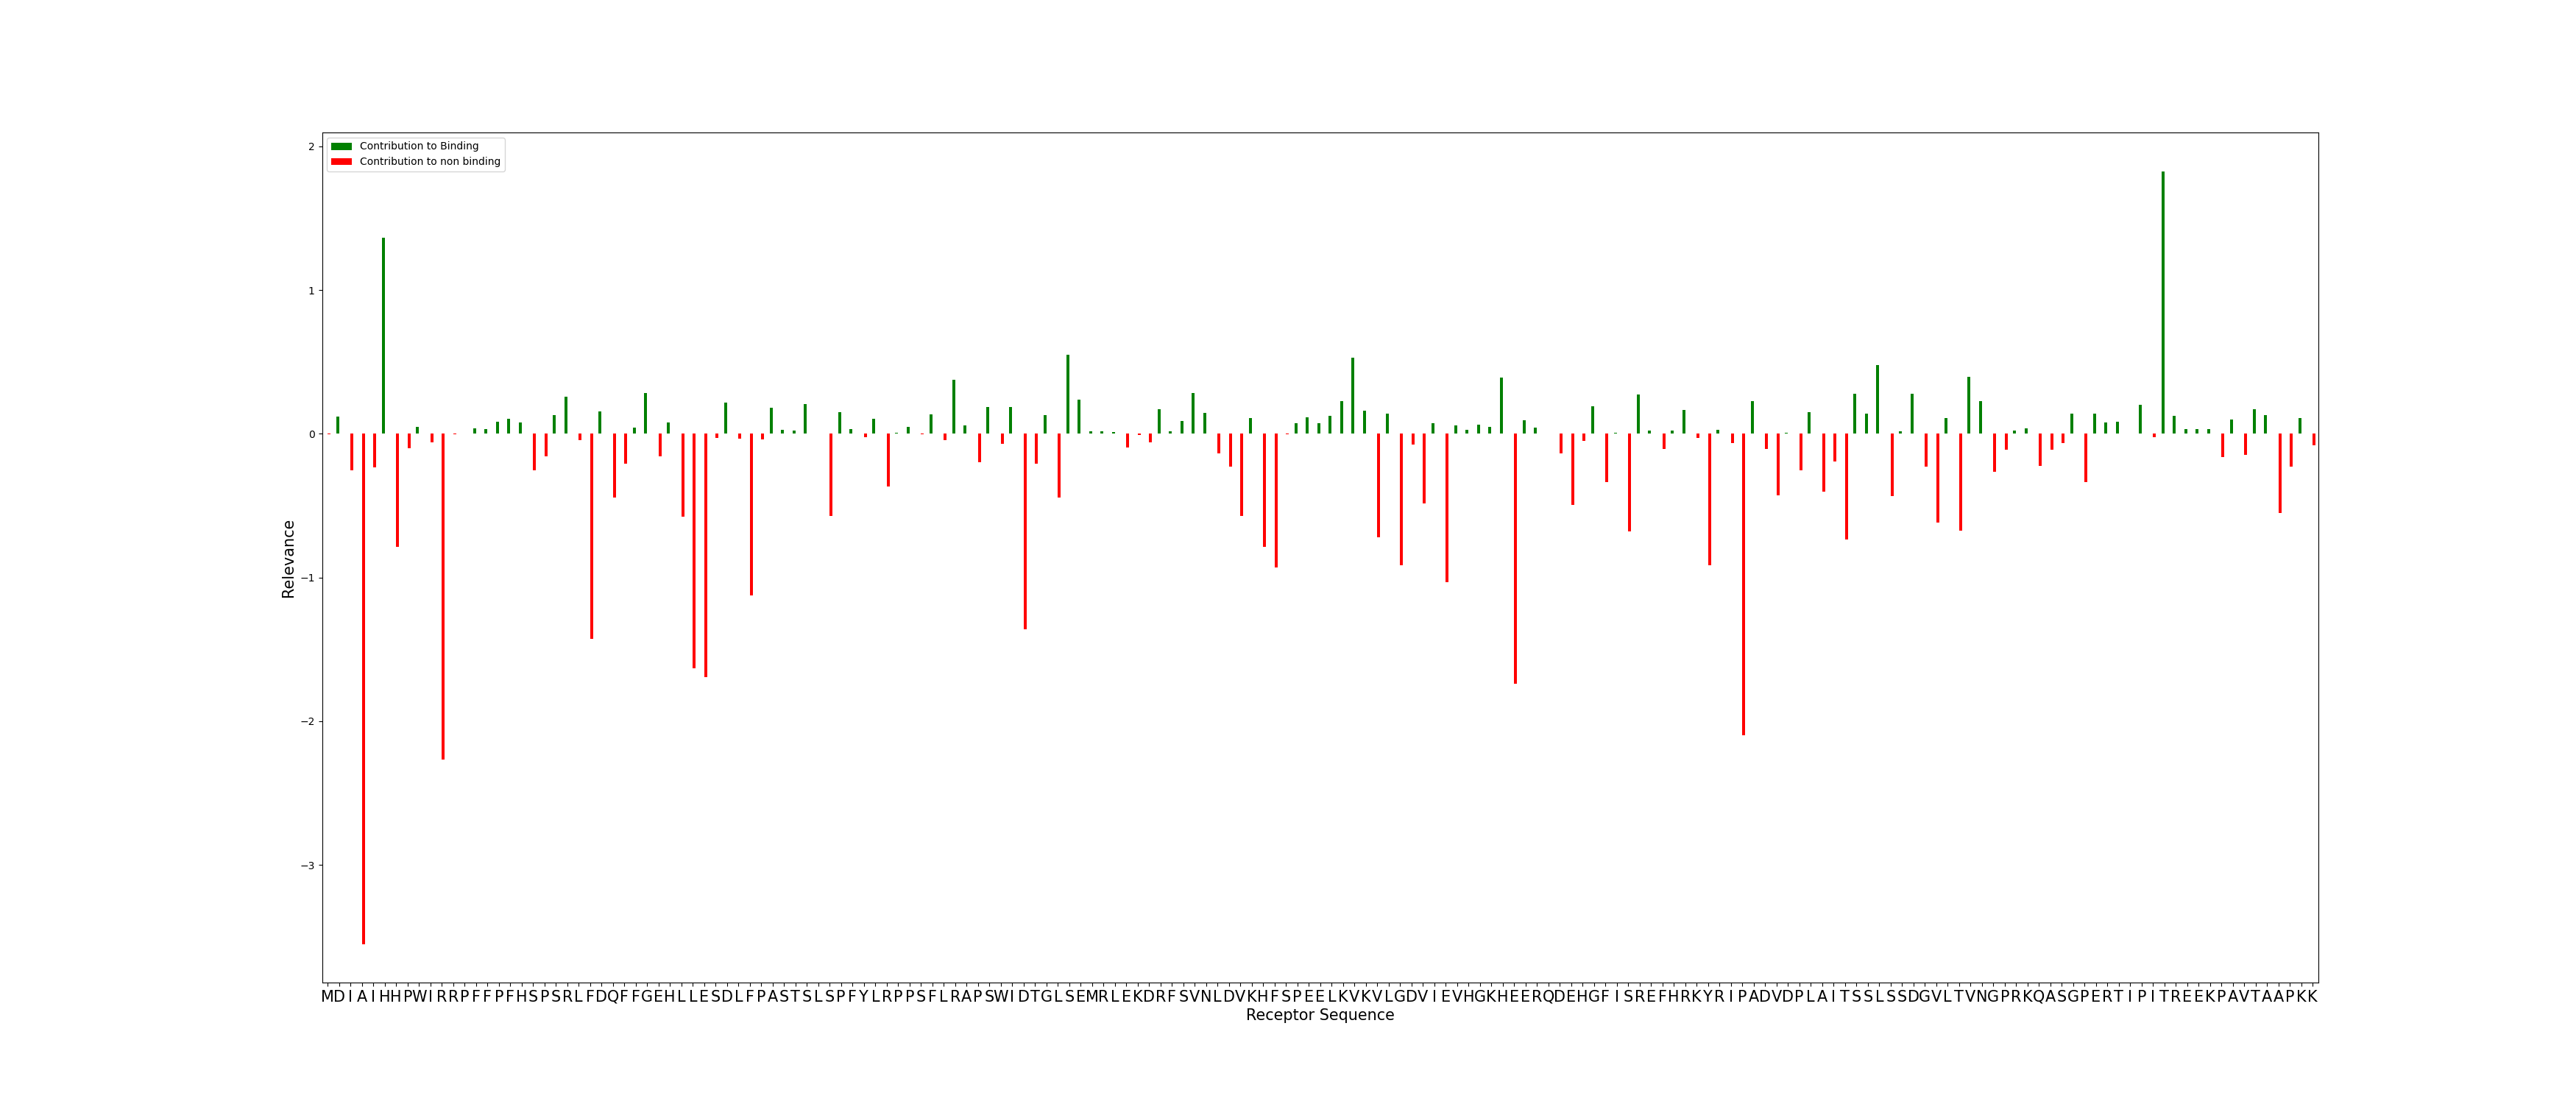 2
Contribution to Binding
Contribution to non binding
1
0
−1
−2
−3
Relevance
MDIAIHHPWIRRPFFPFHSPSRLFDQFFGEHLLESDLFPASTSLSPFYLRPPSFLRAPSWIDTGLSEMRLEKDRFSVNLDVKHFSPEELKVKVLGDVIEVHGKHEERQDEHGFISREFHRKYRIPADVDPLAITSSLSSDGVLTVNGPRKQASGPERTIPITREEKPAVTAAPKK
Receptor Sequence